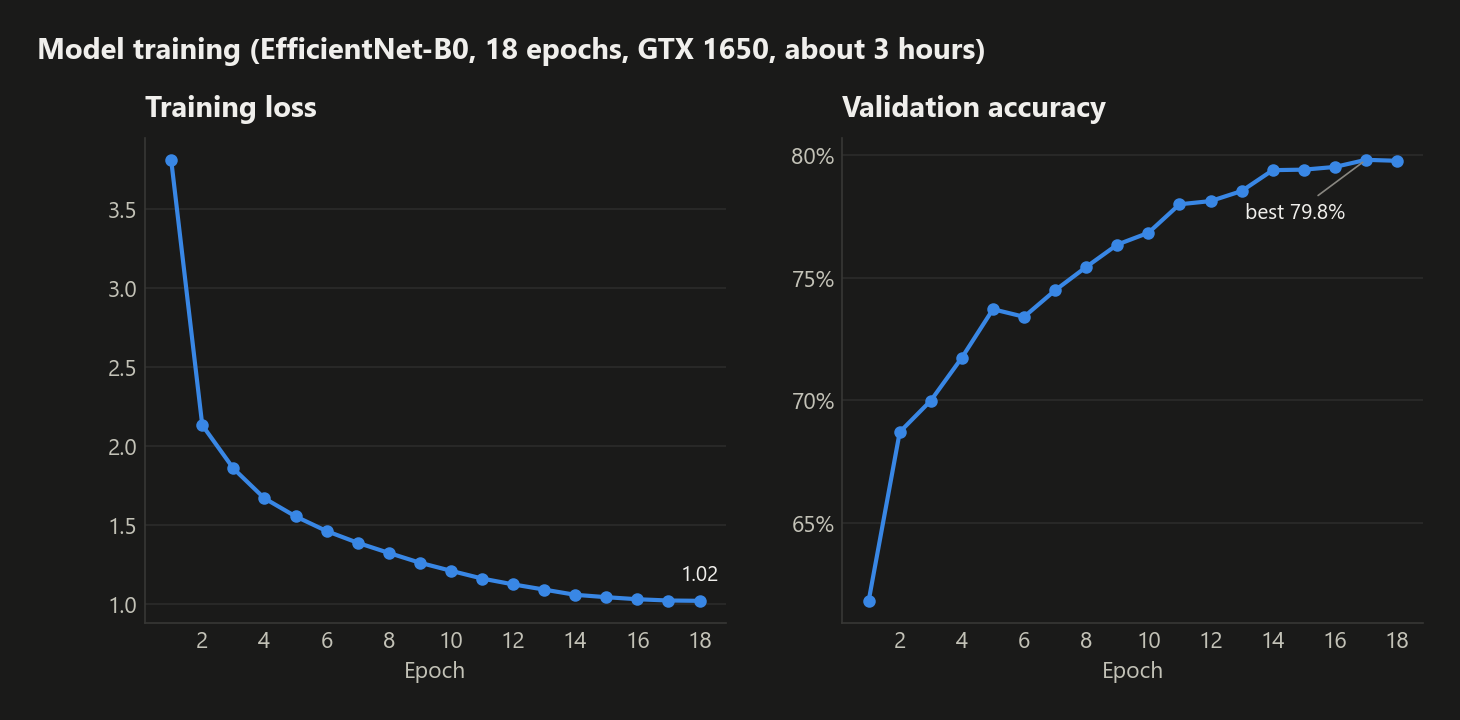 Model training (EfficientNet-B0, 18 epochs, GTX 1650, about 3 hours)
Training loss
3.5
3.0
2.5
2.0
1.5
1.0
1.02
2 4 6 8 10 12 14 16 18
Epoch
Validation accuracy
80%
75%
70%
65%
best 79.8%
2 4 6 8 10 12 14 16 18
Epoch